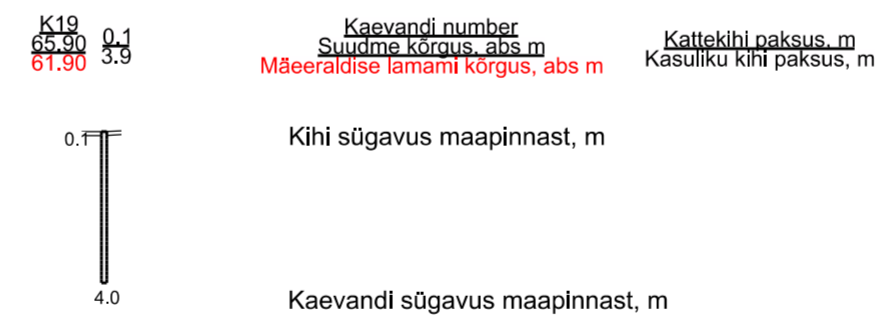 K19 Kaevandi number
65.90 0.1 Suudme kõrgus, abs m Kattekihi paksus, m
61.90 3.9 Mäeeraldise lamami kõrgus, abs m Kasuliku kihi paksus, m
0.1 Kihi sügavus maapinnast, m
4.0 Kaevandi sügavus maapinnast, m